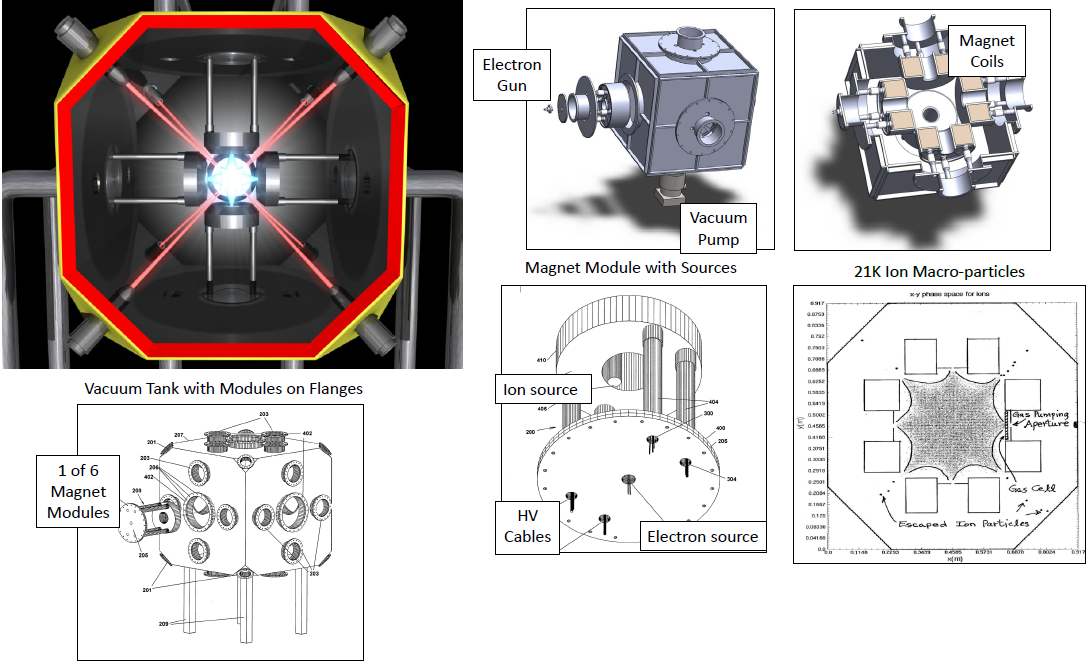 Electron
Gun
Vacuum
Pump
Magnet
Coils
Magnet Module with Sources
21K Ion Macro-particles
Vacuum Tank with Modules on Flanges
1 of 6
Magnet
Modules
203
207
402
201
203
206
402
200
205
201
203
209
410
Ion source
406
404
300
400
200
205
304
HV
Cables
Electron source
x-y phase space for ions
0.917
0.8753
0.8336
0.792
0.7503
0.7086
0.6669
0.6252
0.5836
0.5419
0.5002
0.4585
0.4168
0.3751
0.3335
0.2918
0.2501
0.2084
0.1667
0.125
0.08336
0.04168
0.0
y(m)
0.0
0.1146
0.2293
0.3439
0.4585
0.5731
0.6878
0.8024
0.917
x(m)
Gas Pumping
Aperture
Gas Cell
Escaped Ion Particles